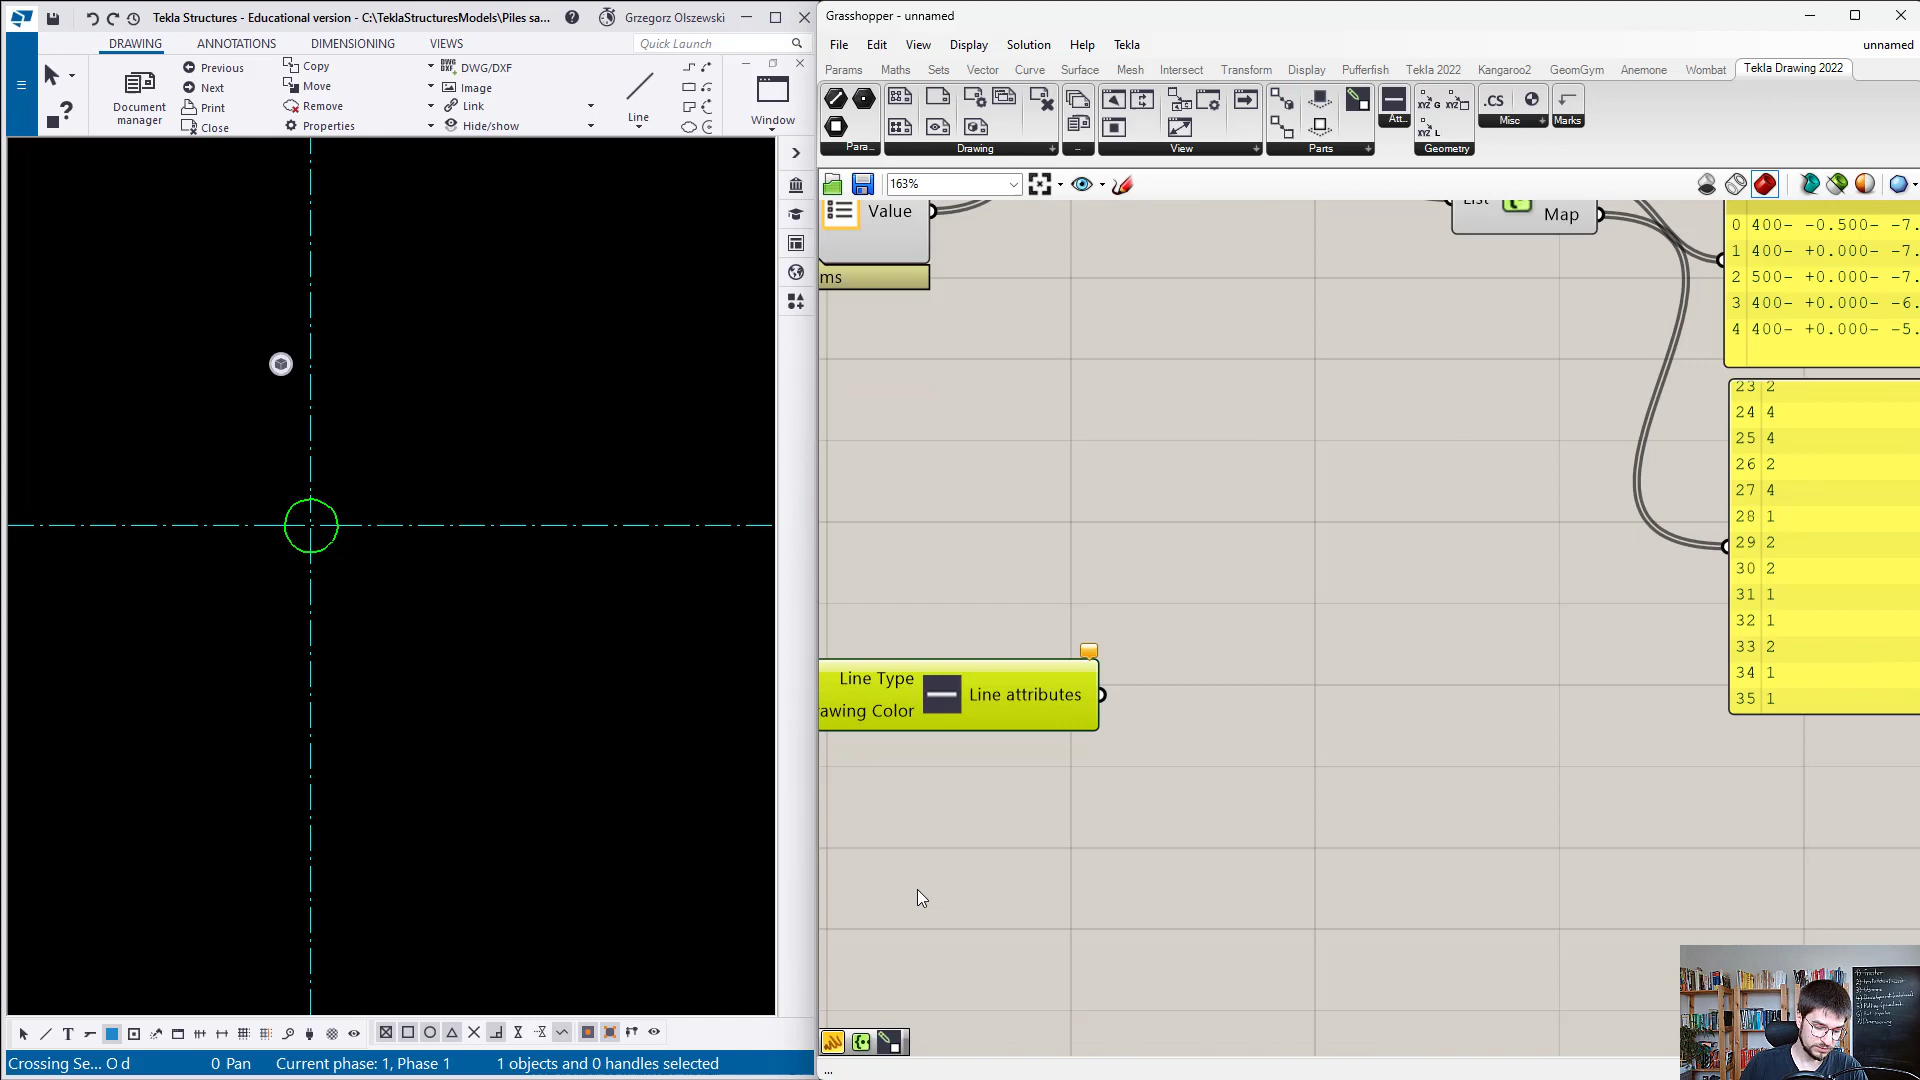 Tekla Structures - Educational version - C:\TeklaStructuresModels\Piles sa...
Grzegorz Olszewski
DRAWING ANNOTATIONS DIMENSIONING VIEWS
Quick Launch
Document manager
Previous
Next
Print
Close
Copy
Move
Remove
Properties
DWG/DXF
Image
Link
Hide/show
Line
Window
Crossing Se... O d
0 Pan
Current phase: 1, Phase 1
1 objects and 0 handles selected
Grasshopper - unnamed
File Edit View Display Solution Help Tekla
unnamed
Params Maths Sets Vector Curve Surface Mesh Intersect Transform Display Pufferfish Tekla 2022 Kangaroo2 GeomGym Anemone Wombat Tekla Drawing 2022
Para...
Drawing
...
View
Parts
Att...
Geometry
.CS
Misc
Marks
163%
Value
ms
List
Map
0 400- -0.500- -7.
1 400- +0.000- -7.
2 500- +0.000- -7.
3 400- +0.000- -6.
4 400- +0.000- -5.
23 2
24 4
25 4
26 2
27 4
28 1
29 2
30 2
31 1
32 1
33 2
34 1
35 1
Line Type
rawing Color
Line attributes
...